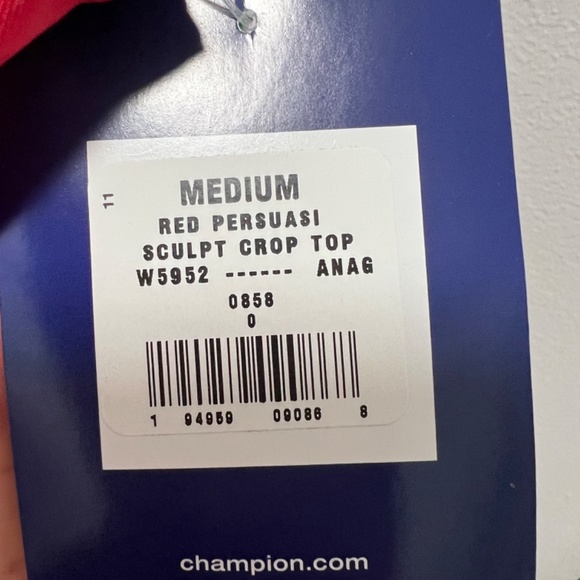 11
MEDIUM
RED PERSUASI
SCULPT CROP TOP
W5952 ------ ANAG
0858
0
1 94959 09086 8
champion.com